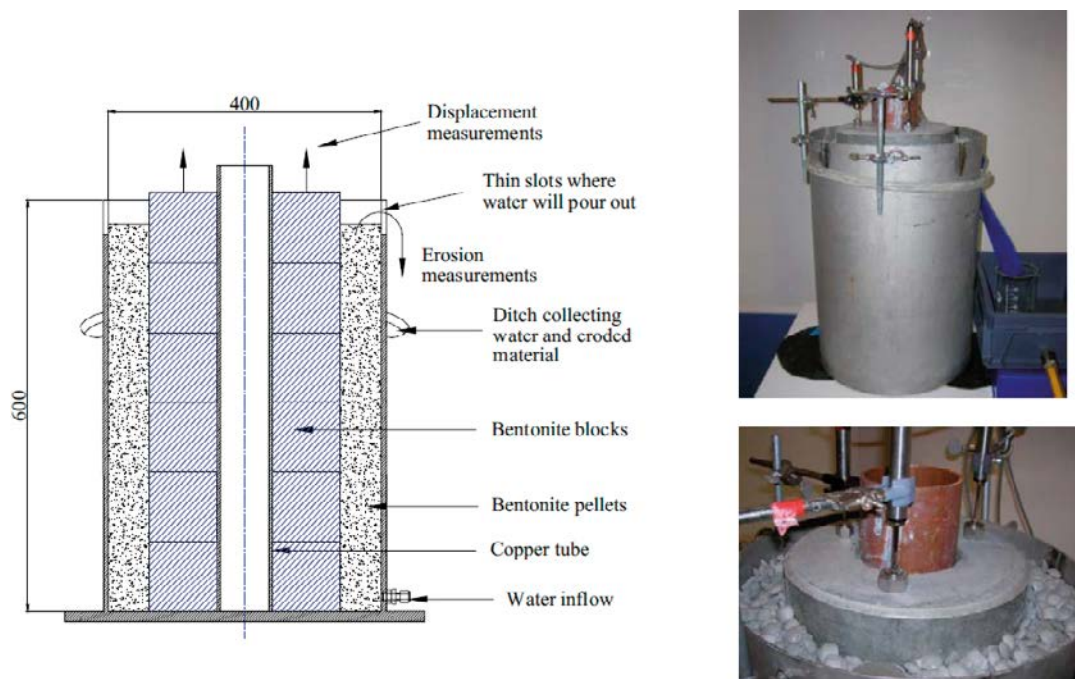 400
Displacement
measurements
Thin slots where
water will pour out
Erosion
measurements
Ditch collecting
water and eroded
material
600
Bentonite blocks
Bentonite pellets
Copper tube
Water inflow